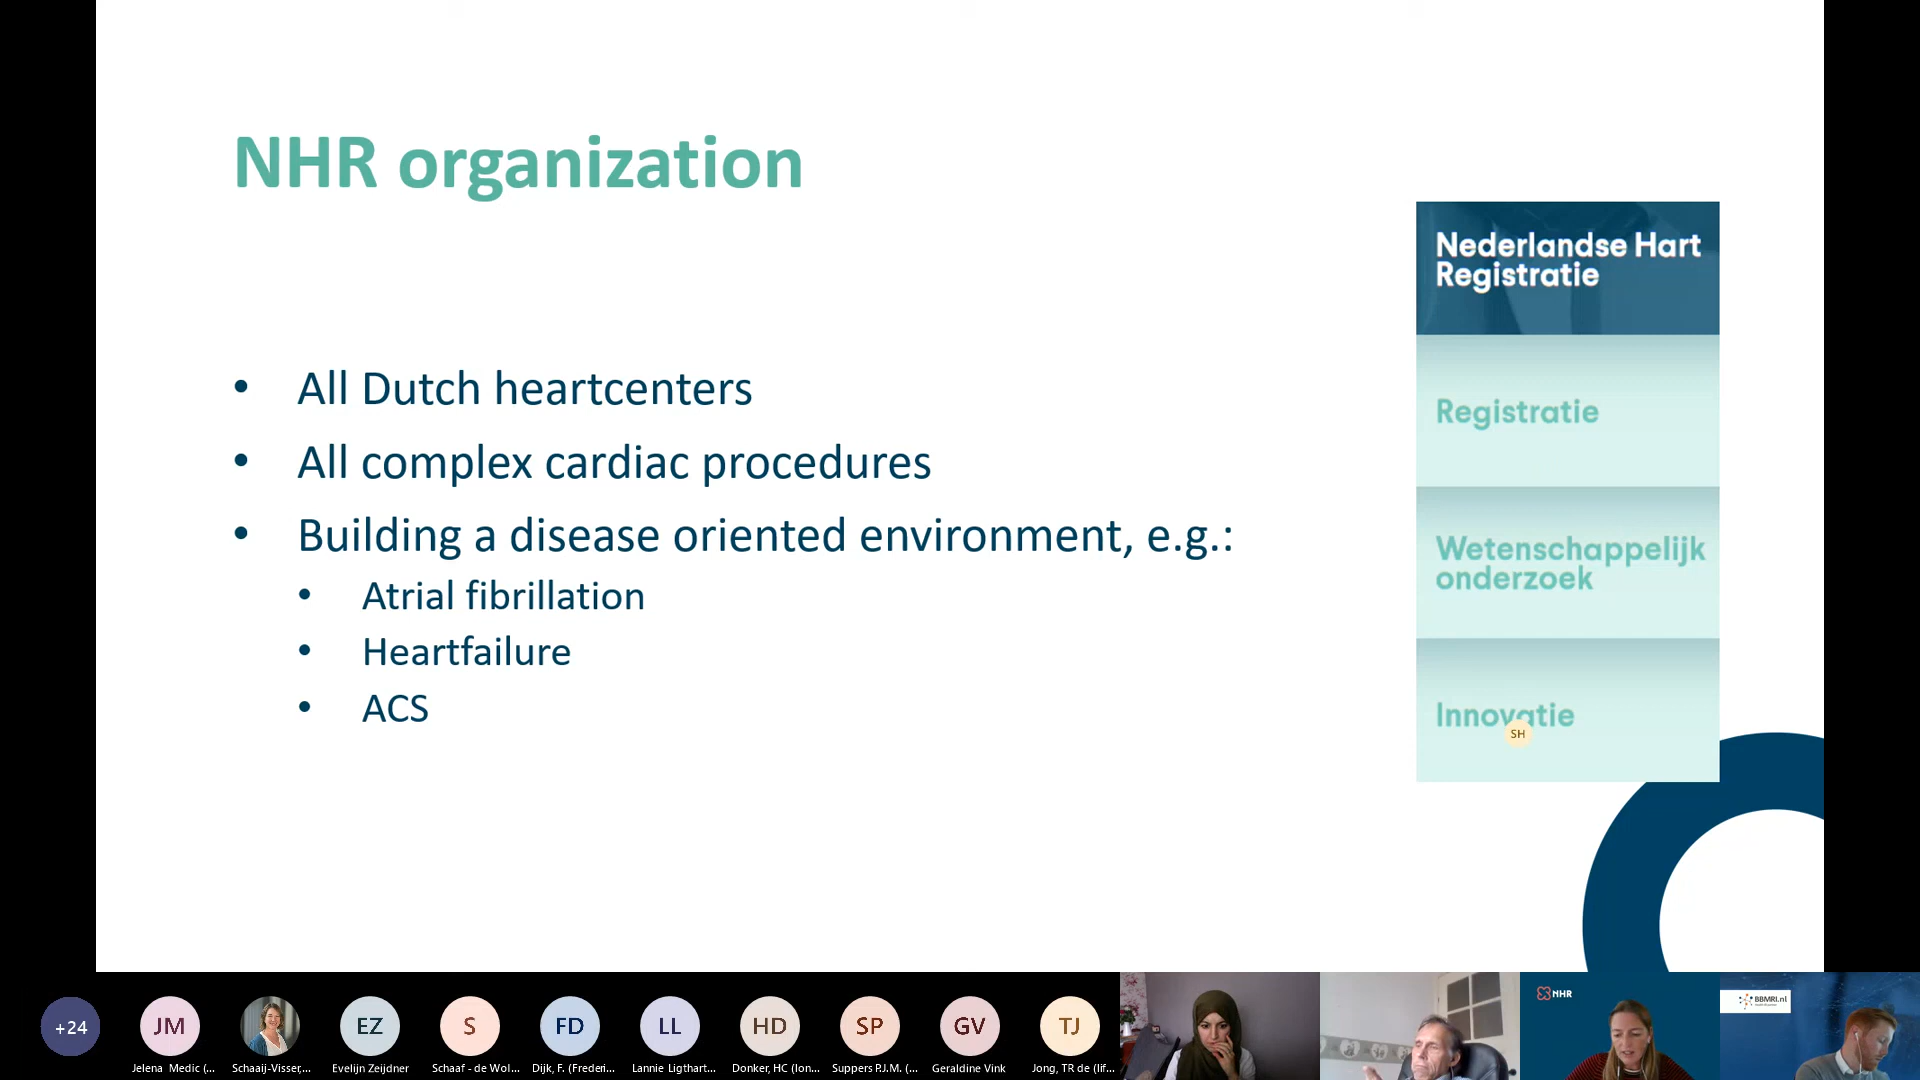 NHR organization
• All Dutch heartcenters
• All complex cardiac procedures
• Building a disease oriented environment, e.g.:
• Atrial fibrillation
• Heartfailure
• ACS
Nederlandse Hart
Registratie
Registratie
Wetenschappelijk
onderzoek
Innovatie
SH
+24
JM
EZ
S
FD
LL
HD
SP
GV
TJ
Jelena Medic (...
Schaaij-Visser,...
Evelijn Zeijdner
Schaaf - de Wol...
Dijk, F. (Frederi...
Lannie Ligthart...
Donker, HC (lon...
Suppers P.J.M. (...
Geraldine Vink
Jong, TR de (lif...
NHR
BBMRI.nl